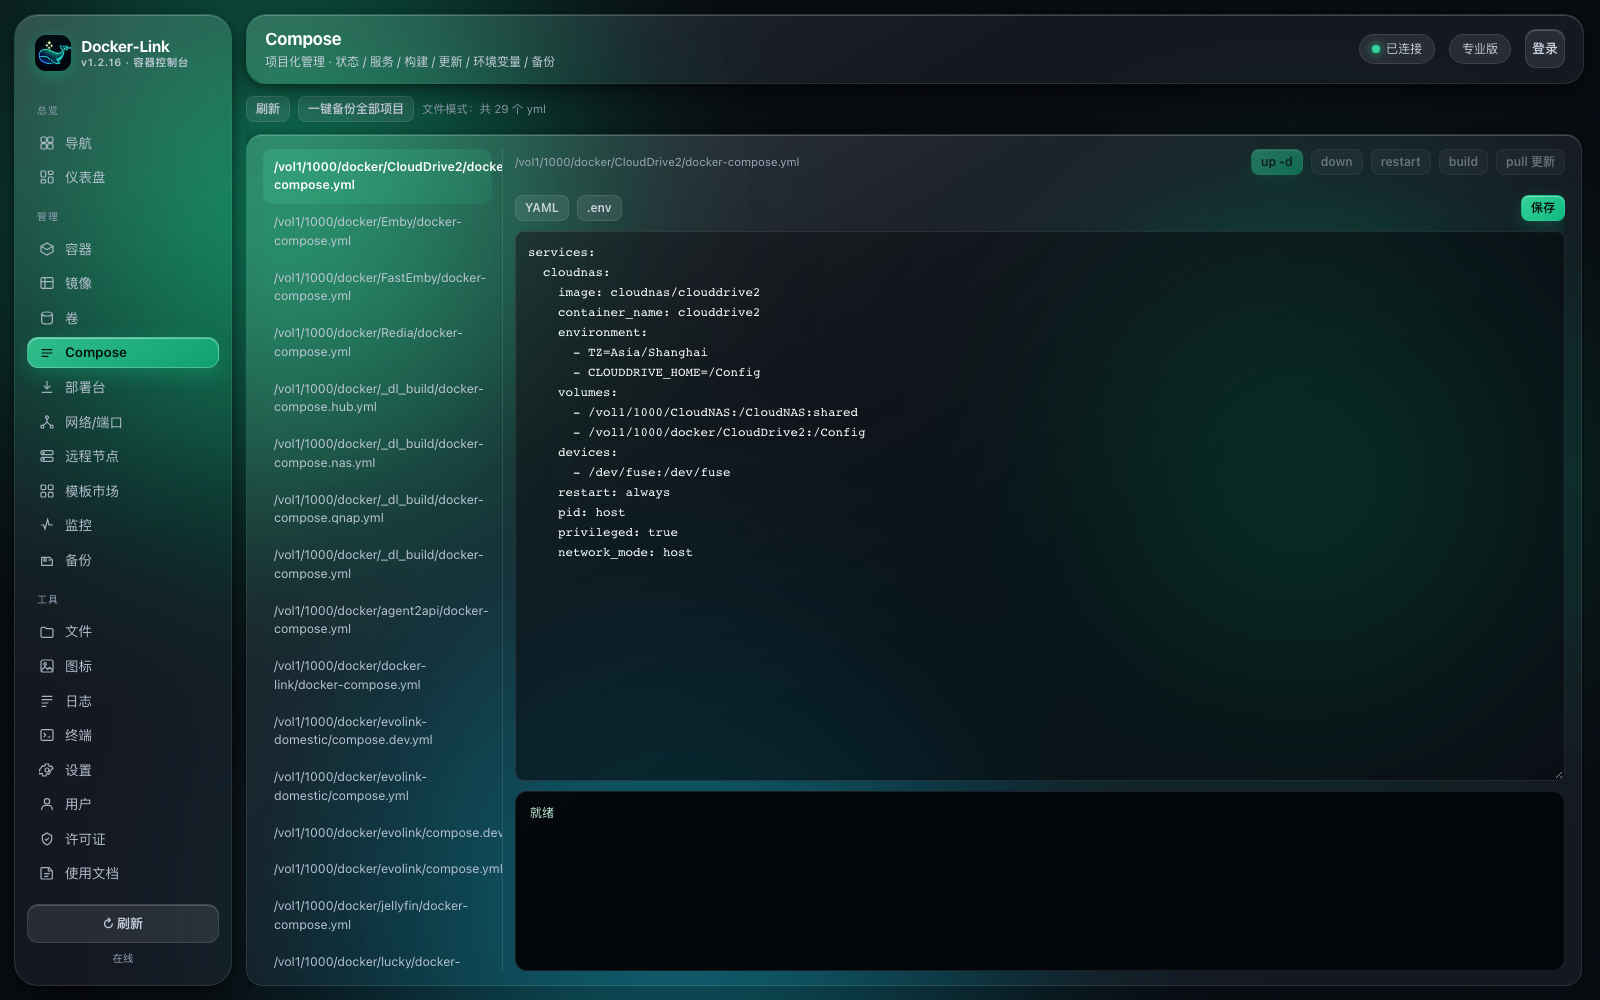 Docker-Link
v1.2.16 · 容器控制台
总览
导航
仪表盘
管理
容器
镜像
卷
Compose
部署台
网络/端口
远程节点
模板市场
监控
备份
工具
文件
图标
日志
终端
设置
用户
许可证
使用文档
刷新
在线
Compose
项目化管理 · 状态 / 服务 / 构建 / 更新 / 环境变量 / 备份
已连接
专业版
登录
刷新
一键备份全部项目
文件模式：共 29 个 yml
/vol1/1000/docker/CloudDrive2/docke
compose.yml
/vol1/1000/docker/Emby/docker-
compose.yml
/vol1/1000/docker/FastEmby/docker-
compose.yml
/vol1/1000/docker/Redia/docker-
compose.yml
/vol1/1000/docker/_dl_build/docker-
compose.hub.yml
/vol1/1000/docker/_dl_build/docker-
compose.nas.yml
/vol1/1000/docker/_dl_build/docker-
compose.qnap.yml
/vol1/1000/docker/_dl_build/docker-
compose.yml
/vol1/1000/docker/agent2api/docker-
compose.yml
/vol1/1000/docker/docker-
link/docker-compose.yml
/vol1/1000/docker/evolink-
domestic/compose.dev.yml
/vol1/1000/docker/evolink-
domestic/compose.yml
/vol1/1000/docker/evolink/compose.dev
/vol1/1000/docker/evolink/compose.yml
/vol1/1000/docker/jellyfin/docker-
compose.yml
/vol1/1000/docker/lucky/docker-
/vol1/1000/docker/CloudDrive2/docker-compose.yml
up -d
down
restart
build
pull 更新
YAML
.env
保存
services:
  cloudnas:
    image: cloudnas/clouddrive2
    container_name: clouddrive2
    environment:
      - TZ=Asia/Shanghai
      - CLOUDDRIVE_HOME=/Config
    volumes:
      - /vol1/1000/CloudNAS:/CloudNAS:shared
      - /vol1/1000/docker/CloudDrive2:/Config
    devices:
      - /dev/fuse:/dev/fuse
    restart: always
    pid: host
    privileged: true
    network_mode: host
就绪